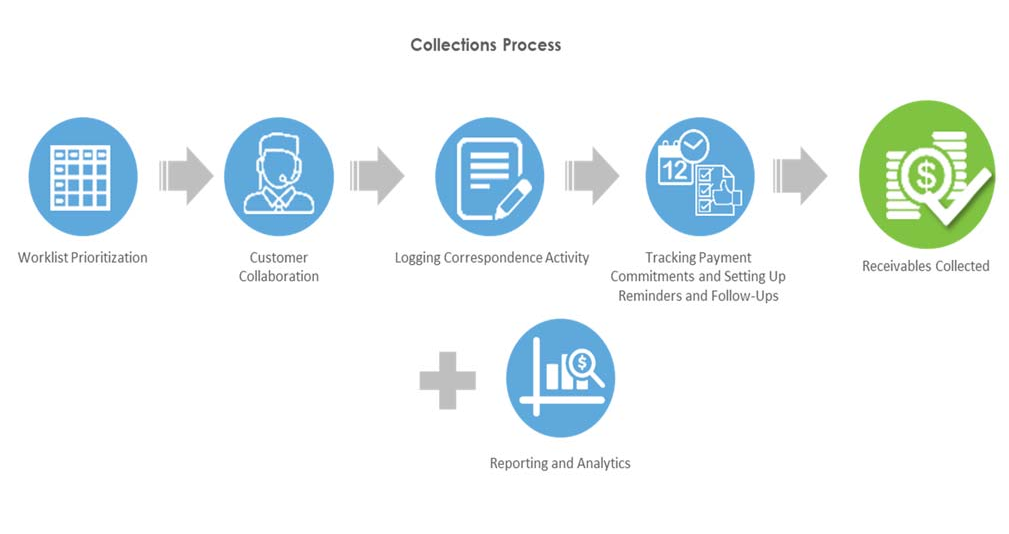 Collections Process
12
Worklist Prioritization
Customer
Collaboration
Logging Correspondence Activity
Tracking Payment
Commitments and Setting Up
Reminders and Follow-Ups
$
Receivables Collected
$
Reporting and Analytics